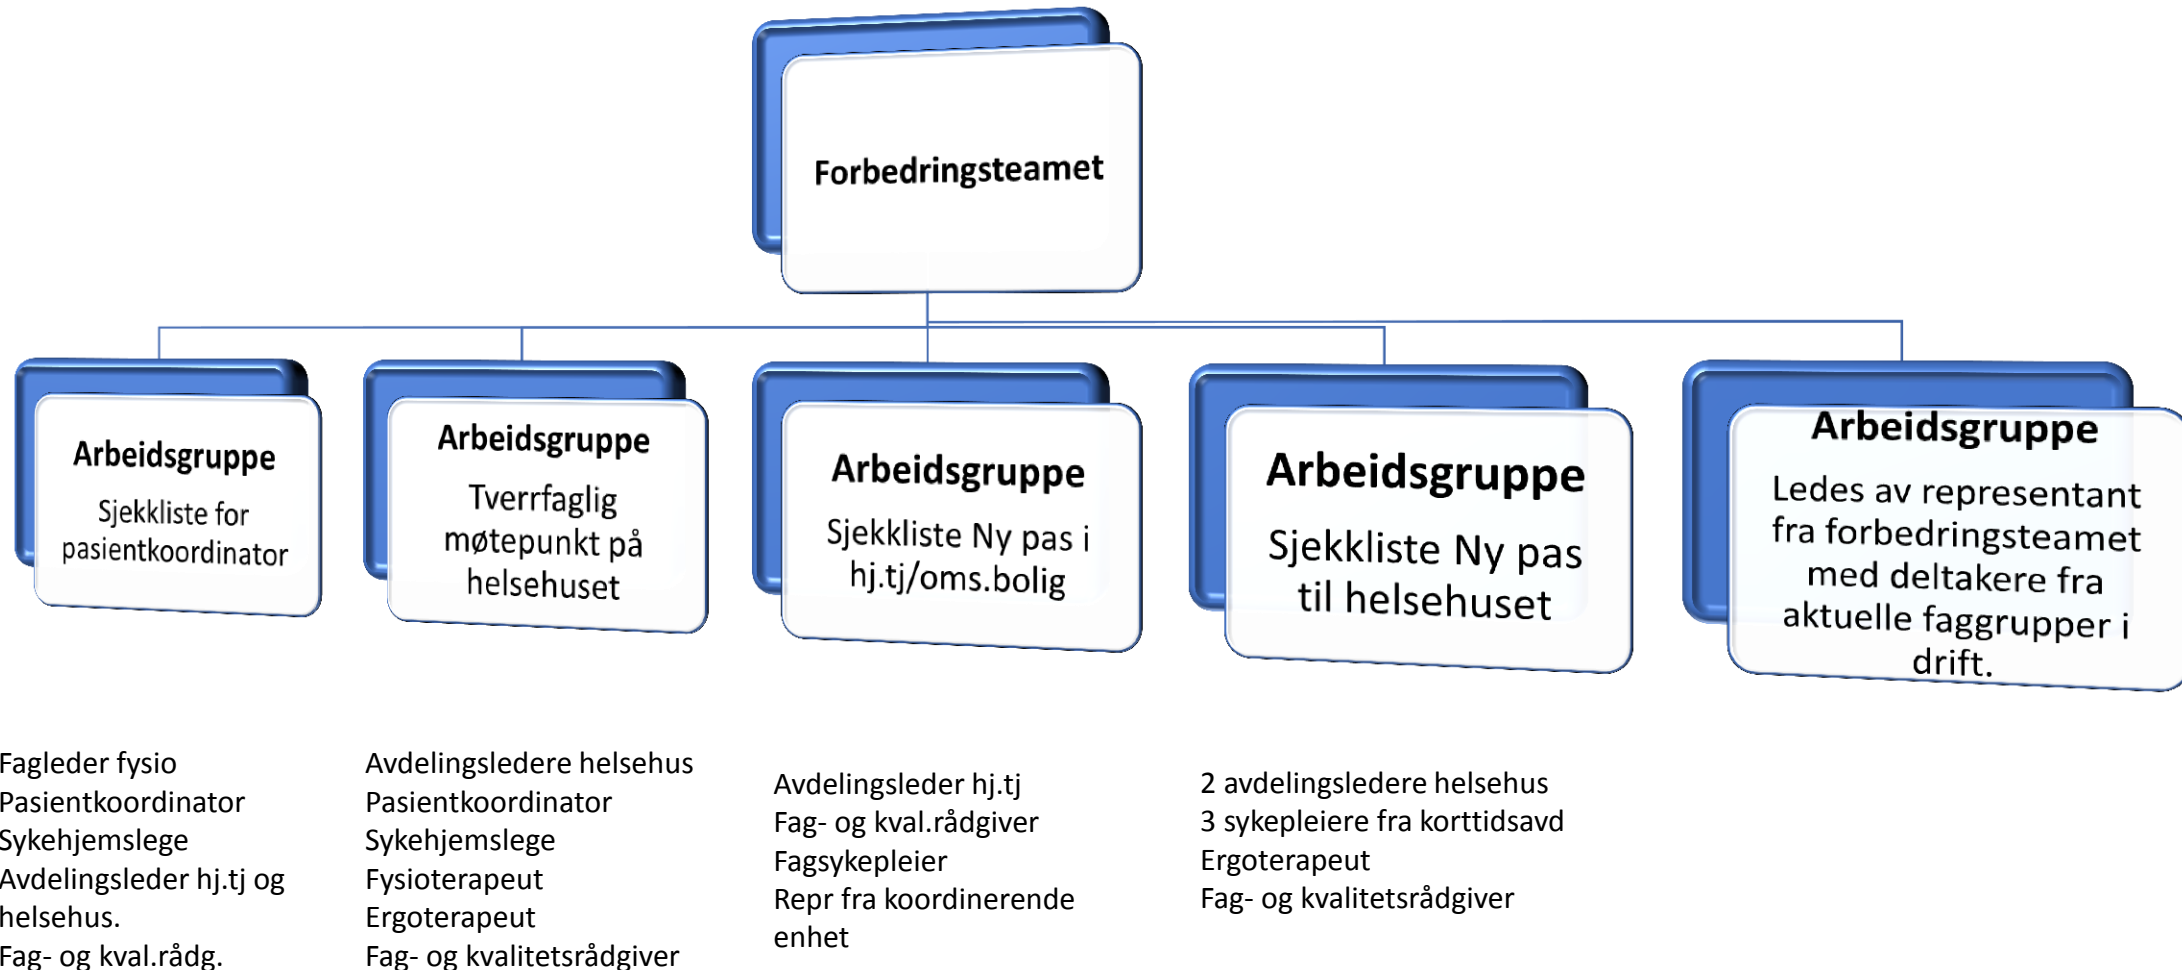 Forbedringsteamet
Arbeidsgruppe
Sjekkliste for
pasientkoordinator
Arbeidsgruppe
Tverrfaglig
møtepunkt på
helsehuset
Arbeidsgruppe
Sjekkliste Ny pas i
hj.tj/oms.bolig
Arbeidsgruppe
Sjekkliste Ny pas
til helsehuset
Arbeidsgruppe
Ledes av representant
fra forbedringsteamet
med deltakere fra
aktuelle faggrupper i
drift.
Fagleder fysio
Pasientkoordinator
Sykehjemslege
Avdelingsleder hj.tj og
helsehus.
Fag- og kval.rådg.
Avdelingsledere helsehus
Pasientkoordinator
Sykehjemslege
Fysioterapeut
Ergoterapeut
Fag- og kvalitetsrådgiver
Avdelingsleder hj.tj
Fag- og kval.rådgiver
Fagsykepleier
Repr fra koordinerende
enhet
2 avdelingsledere helsehus
3 sykepleiere fra korttidsavd
Ergoterapeut
Fag- og kvalitetsrådgiver